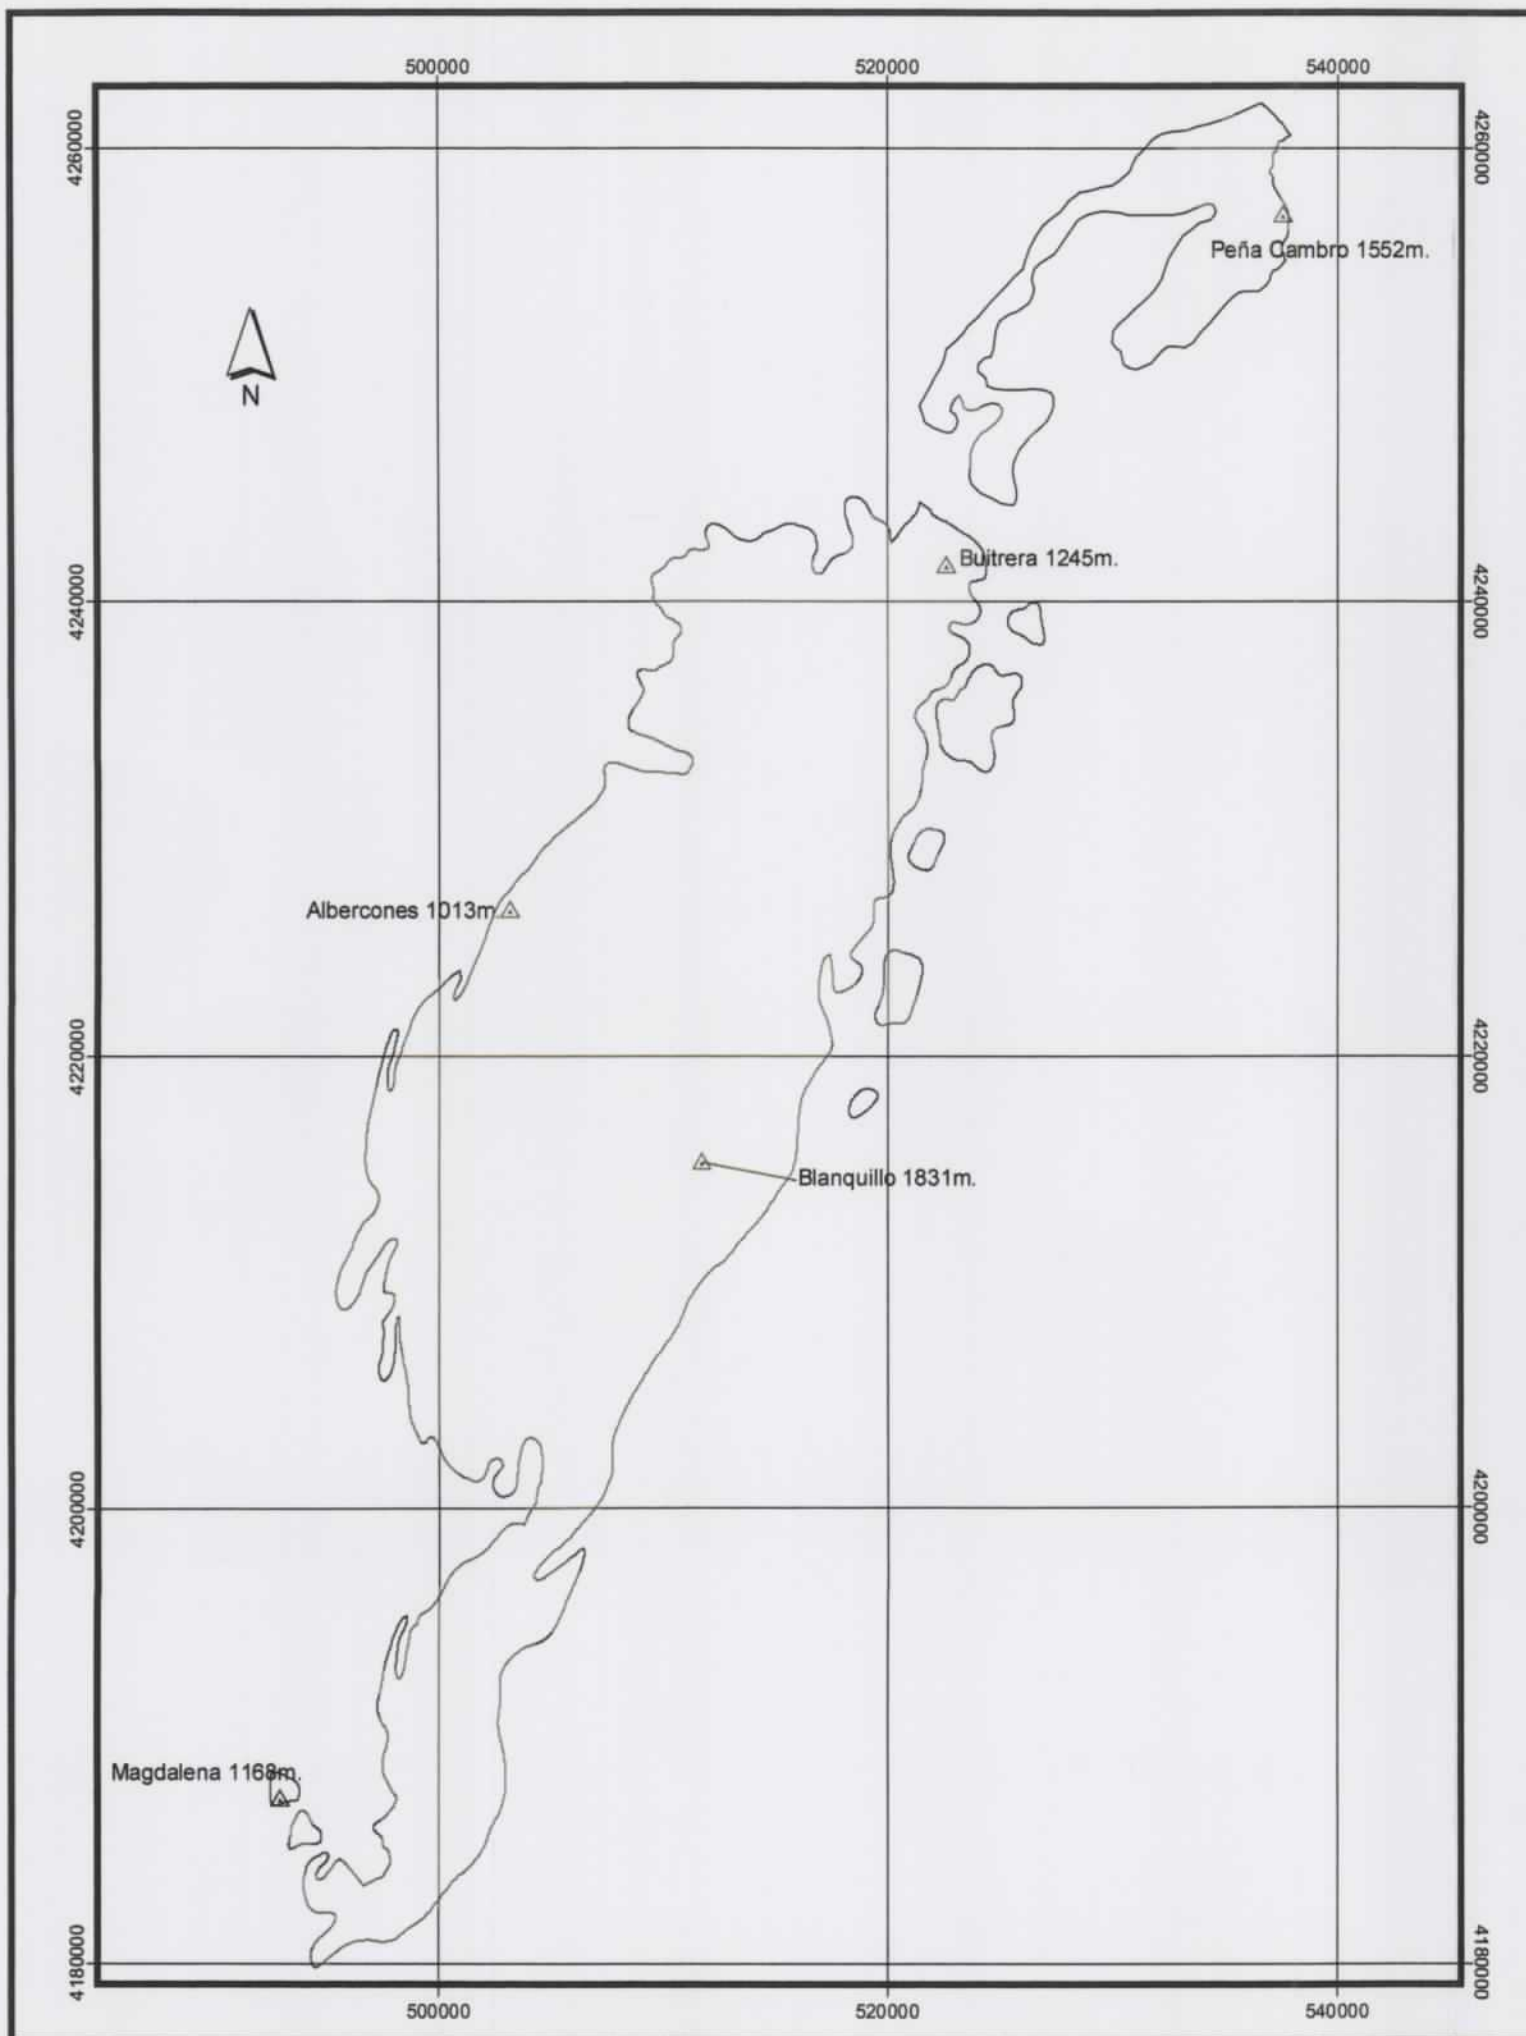 500000 520000 540000
4260000 4260000
Peña Cambro 1552m.
N
Buitrera 1245m.
4240000 4240000
Albercones 1013m
4220000 4220000
Blanquillo 1831m.
4200000 4200000
Magdalena 1168m.
4180000 4180000
500000 520000 540000